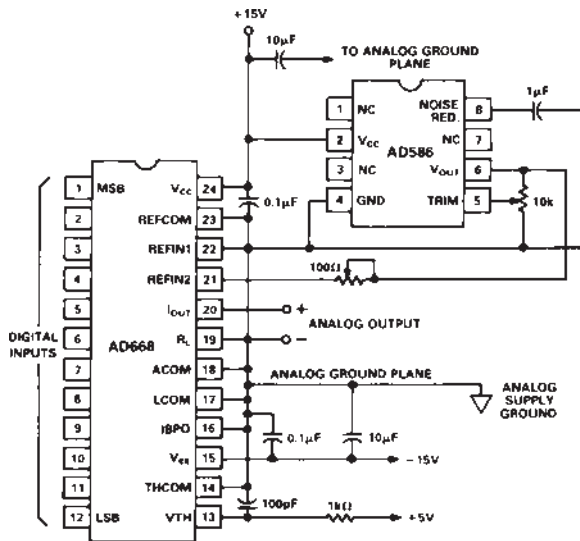 +15V
10µF
TO ANALOG GROUND
PLANE
1µF
1 NC
NOISE RED. 8
2 VCC
NC 7
AD586
3 NC
VOUT 6
4 GND
TRIM 5
10k
1 MSB
VCC 24
0.1µF
2
REFCOM 23
3
REFIN1 22
4
REFIN2 21
100Ω
5
IOUT 20
+
ANALOG OUTPUT
DIGITAL
INPUTS
6
AD668
RL 19
–
7
ACOM 18
ANALOG GROUND PLANE
8
LCOM 17
ANALOG
SUPPLY
GROUND
9
IBPO 16
0.1µF
10µF
10
VEE 15
–15V
11
THCOM 14
100pF
1kΩ
12 LSB
VTH 13
+5V